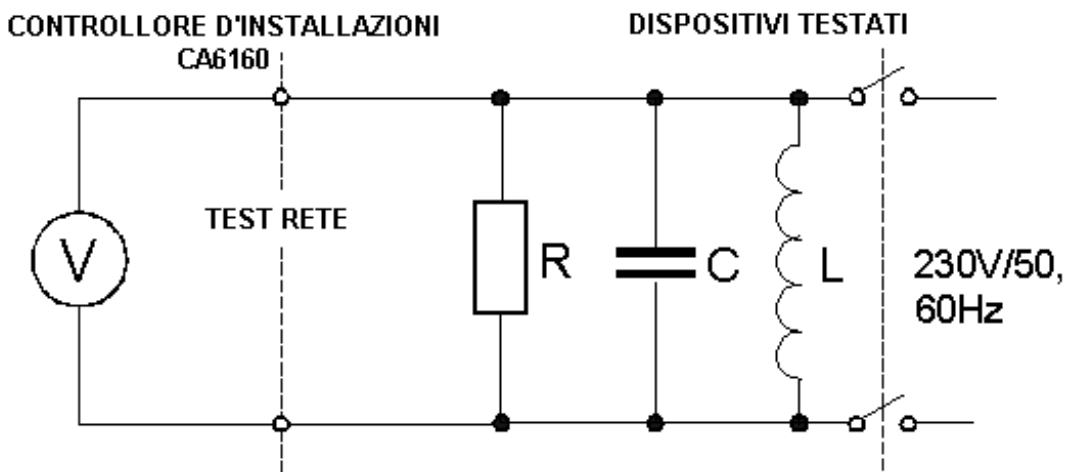 CONTROLLORE D'INSTALLAZIONI
CA6160
DISPOSITIVI TESTATI
TEST RETE
V
R
C
L
230V/50,
60Hz